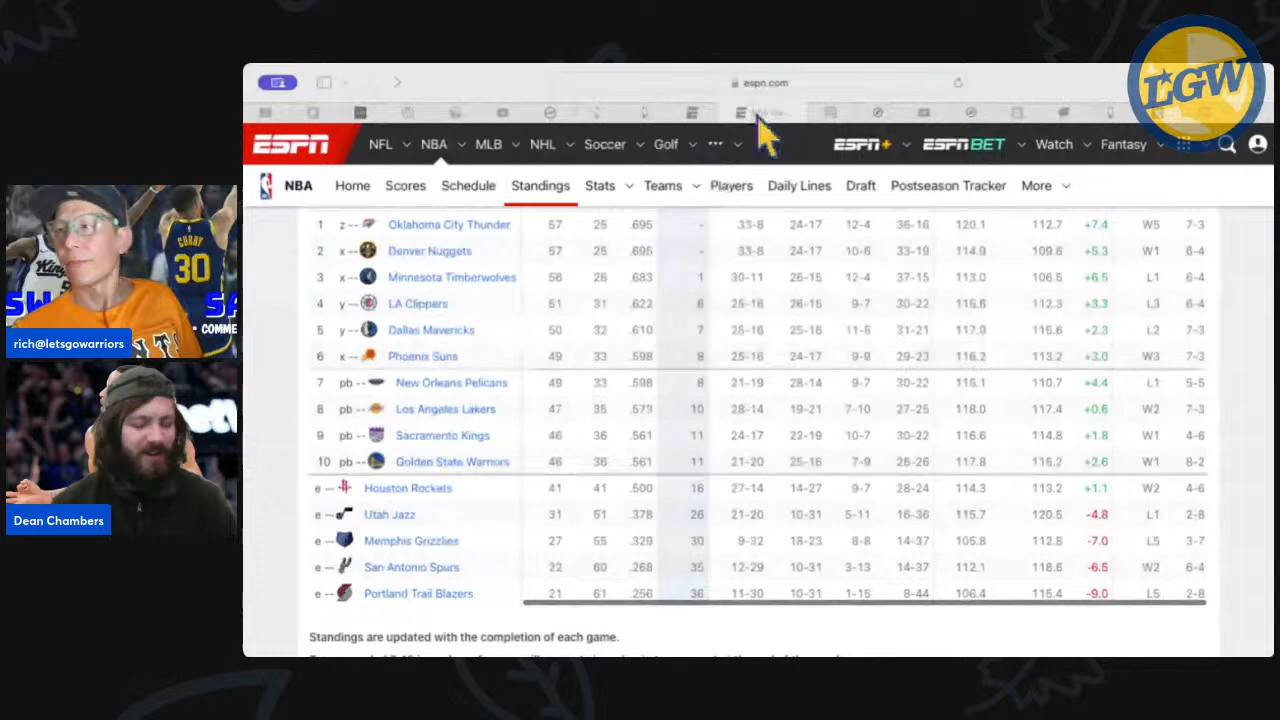 LGW
espn.com
ESPN NFL NBA MLB NHL Soccer Golf ESPN+ ESPN BET Watch Fantasy
NBA Home Scores Schedule Standings Stats Teams Players Daily Lines Draft Postseason Tracker More
1 z-- Oklahoma City Thunder 57 25 .695 - 33-8 24-17 12-4 36-16 120.1 112.7 +7.4 W5 7-3
2 x-- Denver Nuggets 57 25 .695 - 33-8 24-17 10-6 33-19 114.9 109.6 +5.3 W1 6-4
3 x-- Minnesota Timberwolves 56 26 .683 1 30-11 26-15 12-4 37-15 113.0 106.5 +6.5 L1 6-4
4 y-- LA Clippers 51 31 .622 6 25-16 26-15 9-7 30-22 115.6 112.3 +3.3 L3 6-4
5 y-- Dallas Mavericks 50 32 .610 7 25-16 25-16 11-5 31-21 117.9 115.6 +2.3 L2 7-3
6 x-- Phoenix Suns 49 33 .598 8 25-16 24-17 9-8 29-23 116.2 113.2 +3.0 W3 7-3
7 pb -- New Orleans Pelicans 49 33 .598 8 21-19 28-14 9-7 30-22 115.1 110.7 +4.4 L1 5-5
8 pb -- Los Angeles Lakers 47 35 .573 10 28-14 19-21 7-10 27-25 118.0 117.4 +0.6 W2 7-3
9 pb -- Sacramento Kings 46 36 .561 11 24-17 22-19 10-7 30-22 116.6 114.8 +1.8 W1 4-6
10 pb -- Golden State Warriors 46 36 .561 11 21-20 25-16 7-9 26-26 117.8 115.2 +2.6 W1 8-2
e -- Houston Rockets 41 41 .500 16 27-14 14-27 9-7 28-24 114.3 113.2 +1.1 W2 4-6
e -- Utah Jazz 31 51 .378 26 21-20 10-31 5-11 16-36 115.7 120.5 -4.8 L1 2-8
e -- Memphis Grizzlies 27 55 .329 30 9-32 18-23 8-8 14-37 105.8 112.8 -7.0 L5 3-7
e -- San Antonio Spurs 22 60 .268 35 12-29 10-31 3-13 14-37 112.1 118.6 -6.5 W2 6-4
e -- Portland Trail Blazers 21 61 .256 36 11-30 10-31 1-15 8-44 106.4 115.4 -9.0 L5 2-8
Standings are updated with the completion of each game.
CURRY
30
Kings
SW
SA
COMME
rich@letsgowarriors
Dean Chambers